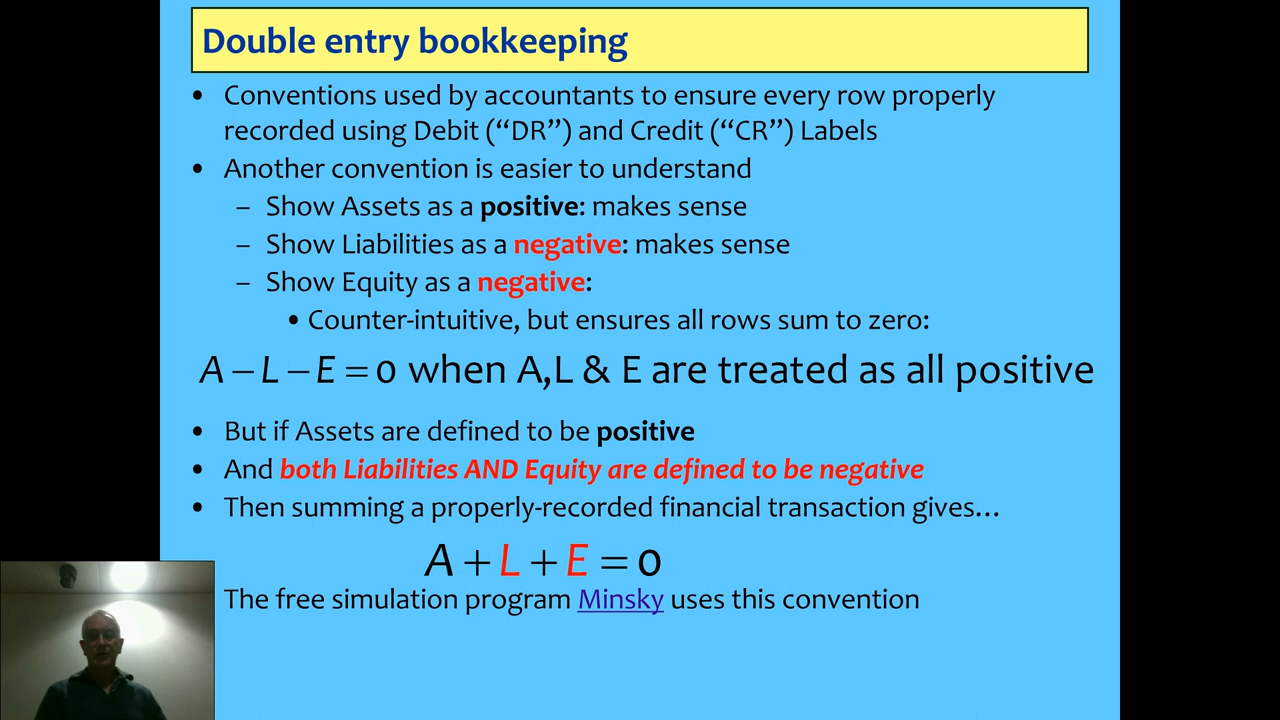 Double entry bookkeeping
• Conventions used by accountants to ensure every row properly
recorded using Debit (“DR”) and Credit (“CR”) Labels
• Another convention is easier to understand
– Show Assets as a positive: makes sense
– Show Liabilities as a negative: makes sense
– Show Equity as a negative:
• Counter-intuitive, but ensures all rows sum to zero:
A – L – E = 0 when A,L & E are treated as all positive
• But if Assets are defined to be positive
• And both Liabilities AND Equity are defined to be negative
• Then summing a properly-recorded financial transaction gives…
A + L + E = 0
The free simulation program Minsky uses this convention